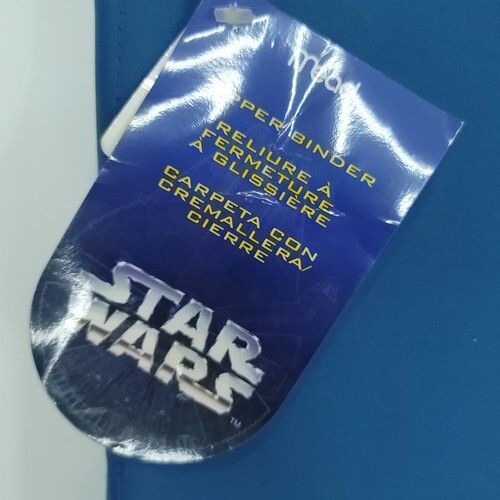 mead
PER BINDER
RELIURE À
FERMETURE
À GLISSIÈRE
CARPETA CON
CREMALLERA/
CIERRE
STAR
WARS
™